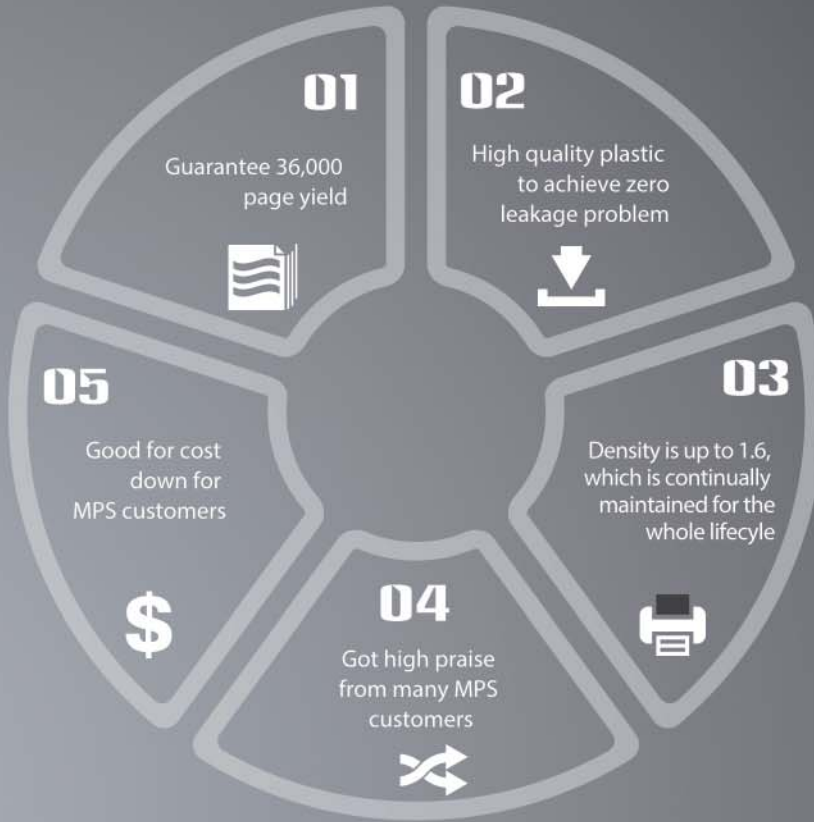 01
Guarantee 36,000
page yield
02
High quality plastic
to achieve zero
leakage problem
03
Density is up to 1.6,
which is continually
maintained for the
whole lifecyle
04
Got high praise
from many MPS
customers
05
Good for cost
down for
MPS customers
$